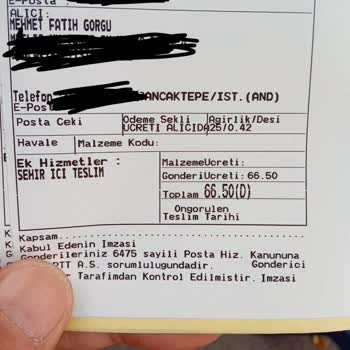 E-Posta :
ALICI:
MEHMET FATIH GORGU
Telefon ANCAKTEPE/IST.(AND)
E-Post
Posta Ceki Odeme Sekli Agirlik/Desi
UCRETI ALICIDA 25/0.42
Havale Malzeme Kodu:
Ek Hizmetler : MalzemeUcreti:
SEHIR ICI TESLIM GonderiUcreti: 66.50
Toplam 66.50(D)
Ongorulen
Teslim Tarihi
Kapsam
Kabul Edenin Imzasi
Gonderileriniz 6475 sayili Posta Hiz. Kanununa
PTT A.S. sorumlulugundadir. Gonderici
Tarafimdan Kontrol Edilmistir. Imzasi